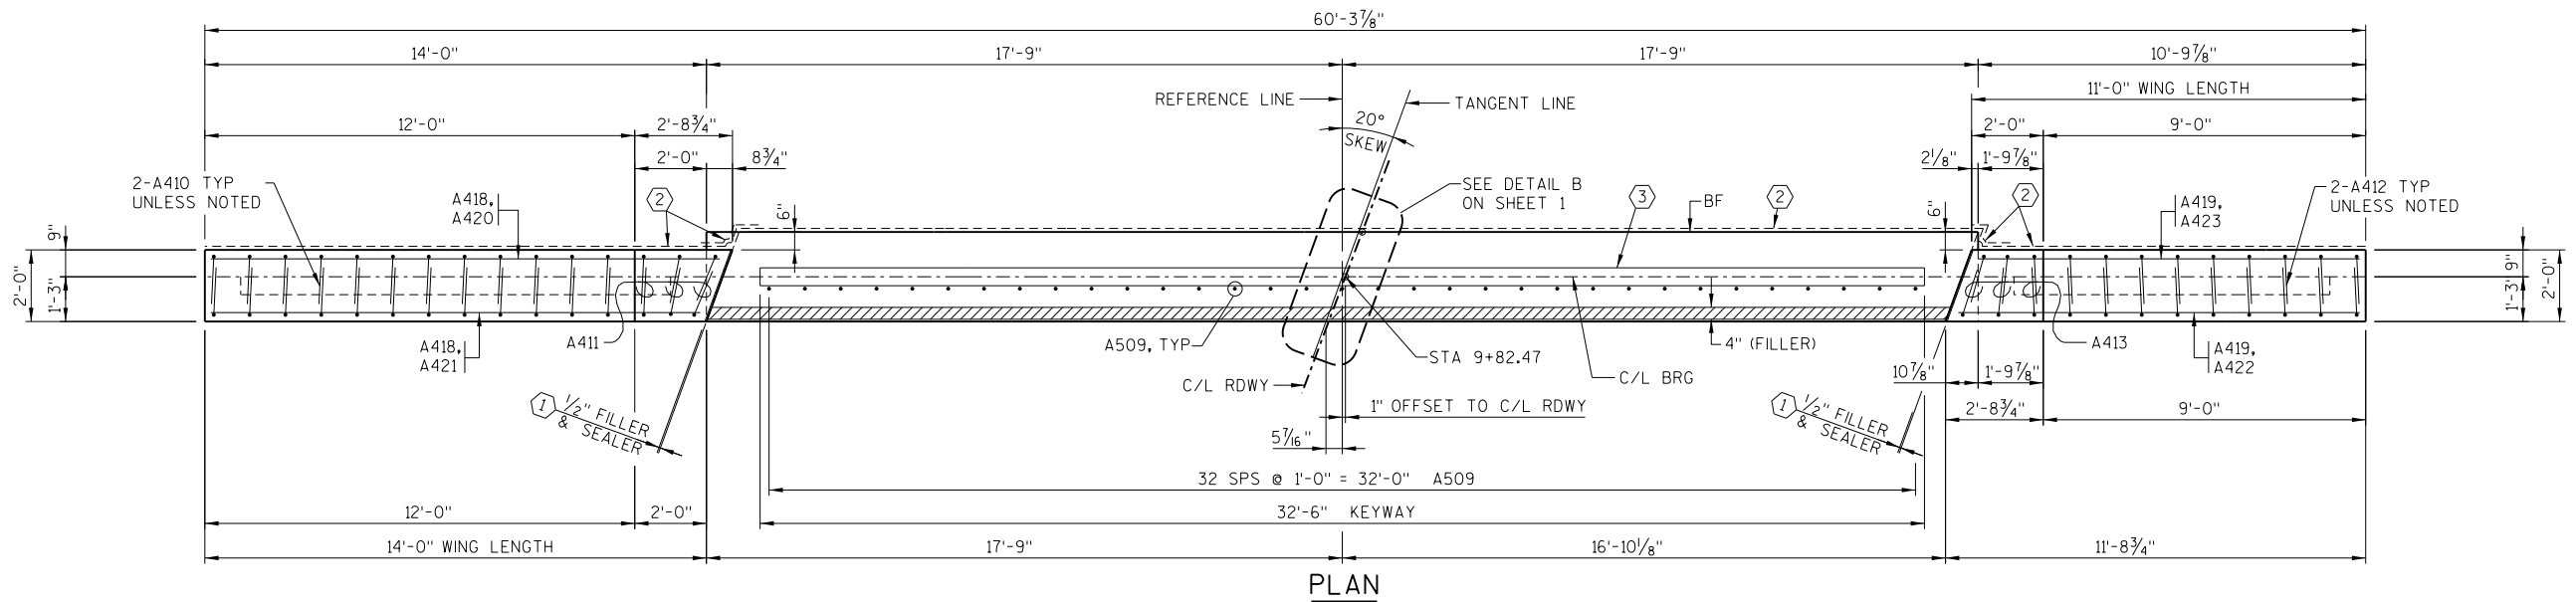 60'-3⅞"
14'-0"
17'-9"
17'-9"
10'-9⅞"
REFERENCE LINE
TANGENT LINE
11'-0" WING LENGTH
12'-0"
2'-8¾"
20°
SKEW
2'-0"
9'-0"
2'-0"
8¾"
2⅛"
1'-9⅞"
2-A410 TYP
UNLESS NOTED
A418,
A420
2
6"
SEE DETAIL B
ON SHEET 1
3
BF
2
6"
2
A419,
A423
2-A412 TYP
UNLESS NOTED
9"
2'-0"
1'-3"
9"
1'-3"
2'-0"
A418,
A421
A411
A509, TYP
STA 9+82.47
4" (FILLER)
A413
A419,
A422
C/L RDWY
C/L BRG
10⅞"
1'-9⅞"
1
½" FILLER
& SEALER
1" OFFSET TO C/L RDWY
1
½" FILLER
& SEALER
2'-8¾"
9'-0"
5⁷⁄₁₆"
32 SPS @ 1'-0" = 32'-0" A509
12'-0"
2'-0"
32'-6" KEYWAY
14'-0" WING LENGTH
17'-9"
16'-10⅛"
11'-8¾"
PLAN